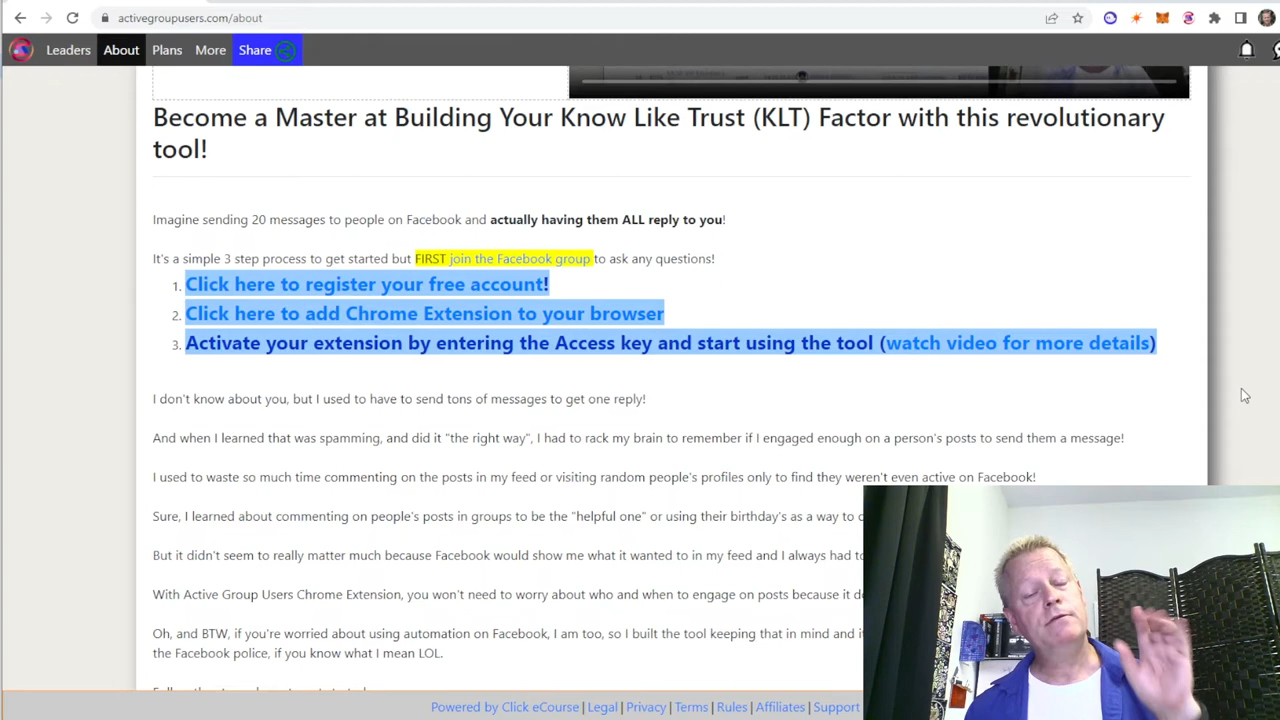 activegroupusers.com/about
Leaders About Plans More Share
Become a Master at Building Your Know Like Trust (KLT) Factor with this revolutionary
tool!
Imagine sending 20 messages to people on Facebook and actually having them ALL reply to you!
It's a simple 3 step process to get started but FIRST join the Facebook group to ask any questions!
1. Click here to register your free account!
2. Click here to add Chrome Extension to your browser
3. Activate your extension by entering the Access key and start using the tool (watch video for more details)
I don't know about you, but I used to have to send tons of messages to get one reply!
And when I learned that was spamming, and did it "the right way", I had to rack my brain to remember if I engaged enough on a person's posts to send them a message!
I used to waste so much time commenting on the posts in my feed or visiting random people's profiles only to find they weren't even active on Facebook!
Sure, I learned about commenting on people's posts in groups to be the "helpful one" or using their birthday's as a way to
But it didn't seem to really matter much because Facebook would show me what it wanted to in my feed and I always had
With Active Group Users Chrome Extension, you won't need to worry about who and when to engage on posts because it
Oh, and BTW, if you're worried about using automation on Facebook, I am too, so I built the tool keeping that in mind and
the Facebook police, if you know what I mean LOL.
Powered by Click eCourse | Legal | Privacy | Terms | Rules | Affiliates | Support